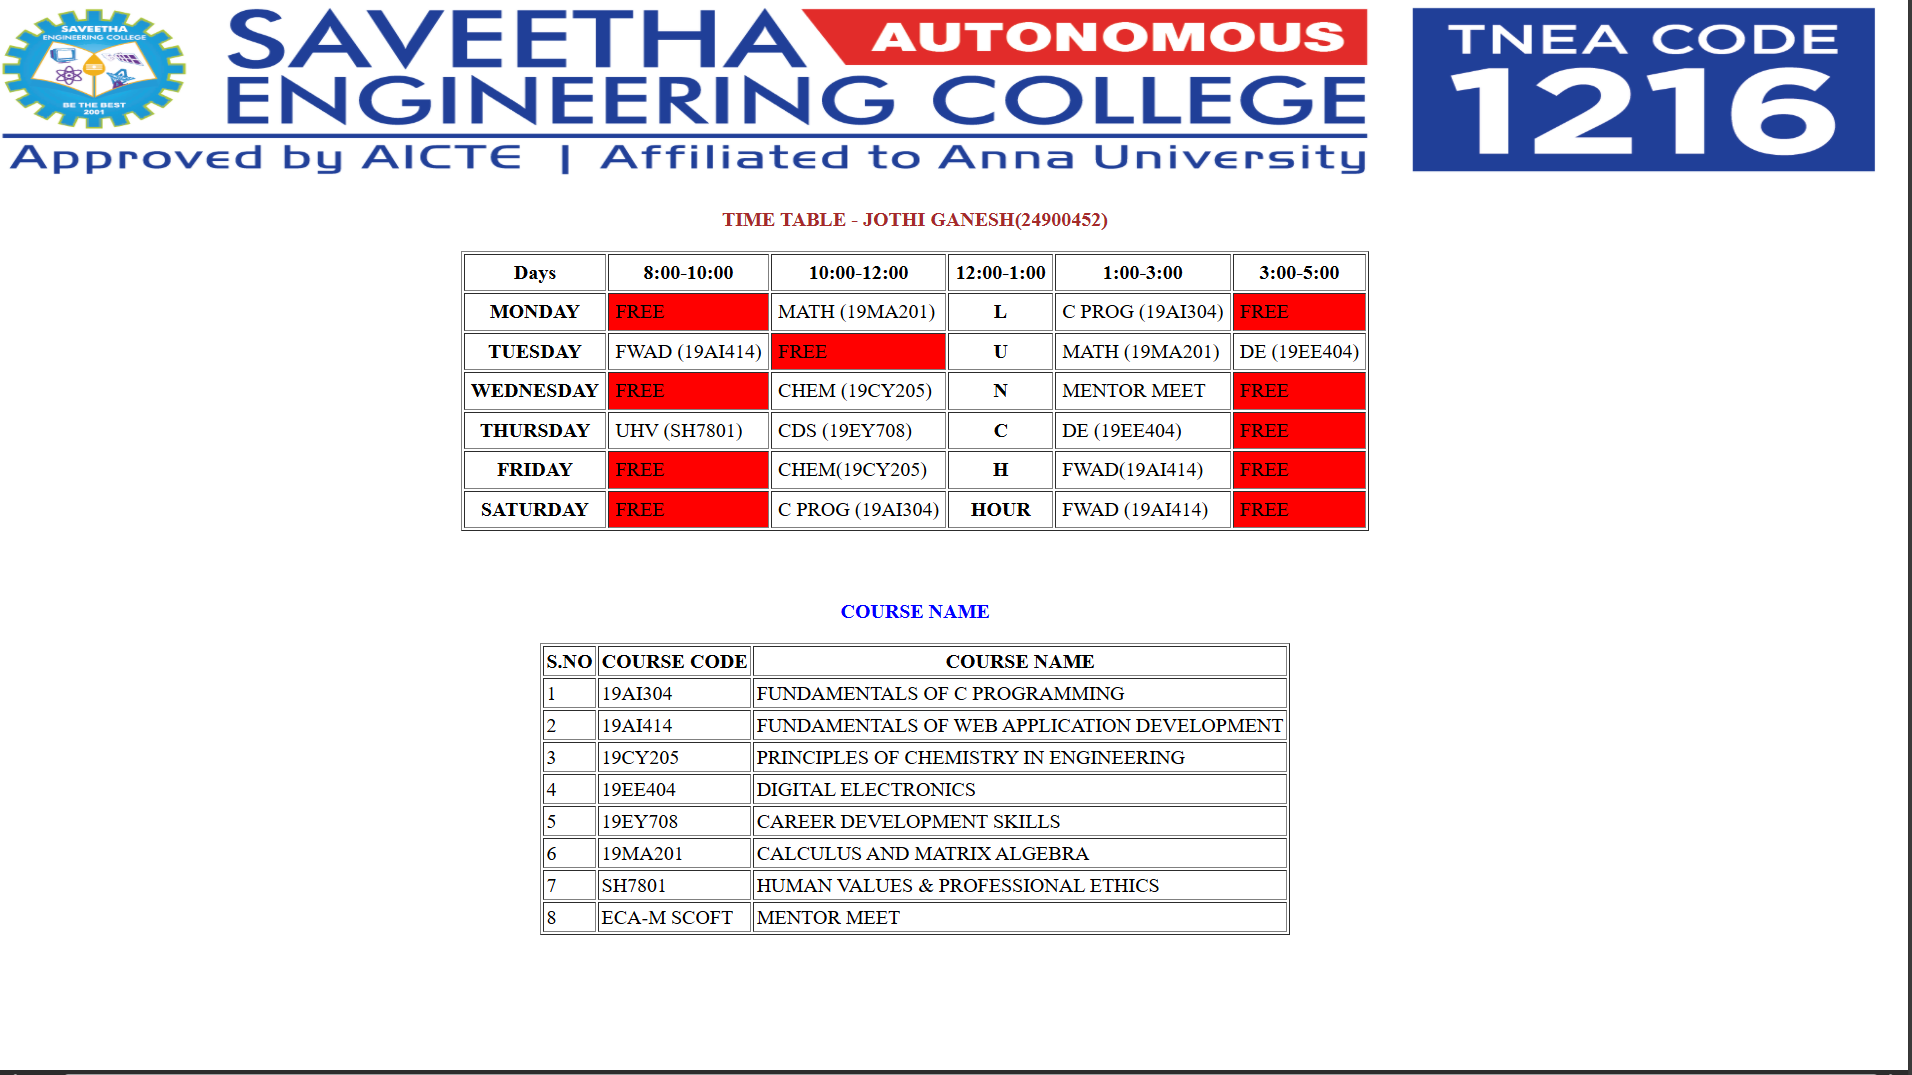 SAVEETHA
ENGINEERING COLLEGE
BE THE BEST
2001
SAVEETHA AUTONOMOUS
ENGINEERING COLLEGE
Approved by AICTE | Affiliated to Anna University
TNEA CODE
1216
TIME TABLE - JOTHI GANESH(24900452)
Days 8:00-10:00 10:00-12:00 12:00-1:00 1:00-3:00 3:00-5:00
MONDAY FREE MATH (19MA201) L C PROG (19AI304) FREE
TUESDAY FWAD (19AI414) FREE U MATH (19MA201) DE (19EE404)
WEDNESDAY FREE CHEM (19CY205) N MENTOR MEET FREE
THURSDAY UHV (SH7801) CDS (19EY708) C DE (19EE404) FREE
FRIDAY FREE CHEM(19CY205) H FWAD(19AI414) FREE
SATURDAY FREE C PROG (19AI304) HOUR FWAD (19AI414) FREE
COURSE NAME
S.NO COURSE CODE COURSE NAME
1 19AI304 FUNDAMENTALS OF C PROGRAMMING
2 19AI414 FUNDAMENTALS OF WEB APPLICATION DEVELOPMENT
3 19CY205 PRINCIPLES OF CHEMISTRY IN ENGINEERING
4 19EE404 DIGITAL ELECTRONICS
5 19EY708 CAREER DEVELOPMENT SKILLS
6 19MA201 CALCULUS AND MATRIX ALGEBRA
7 SH7801 HUMAN VALUES & PROFESSIONAL ETHICS
8 ECA-M SCOFT MENTOR MEET